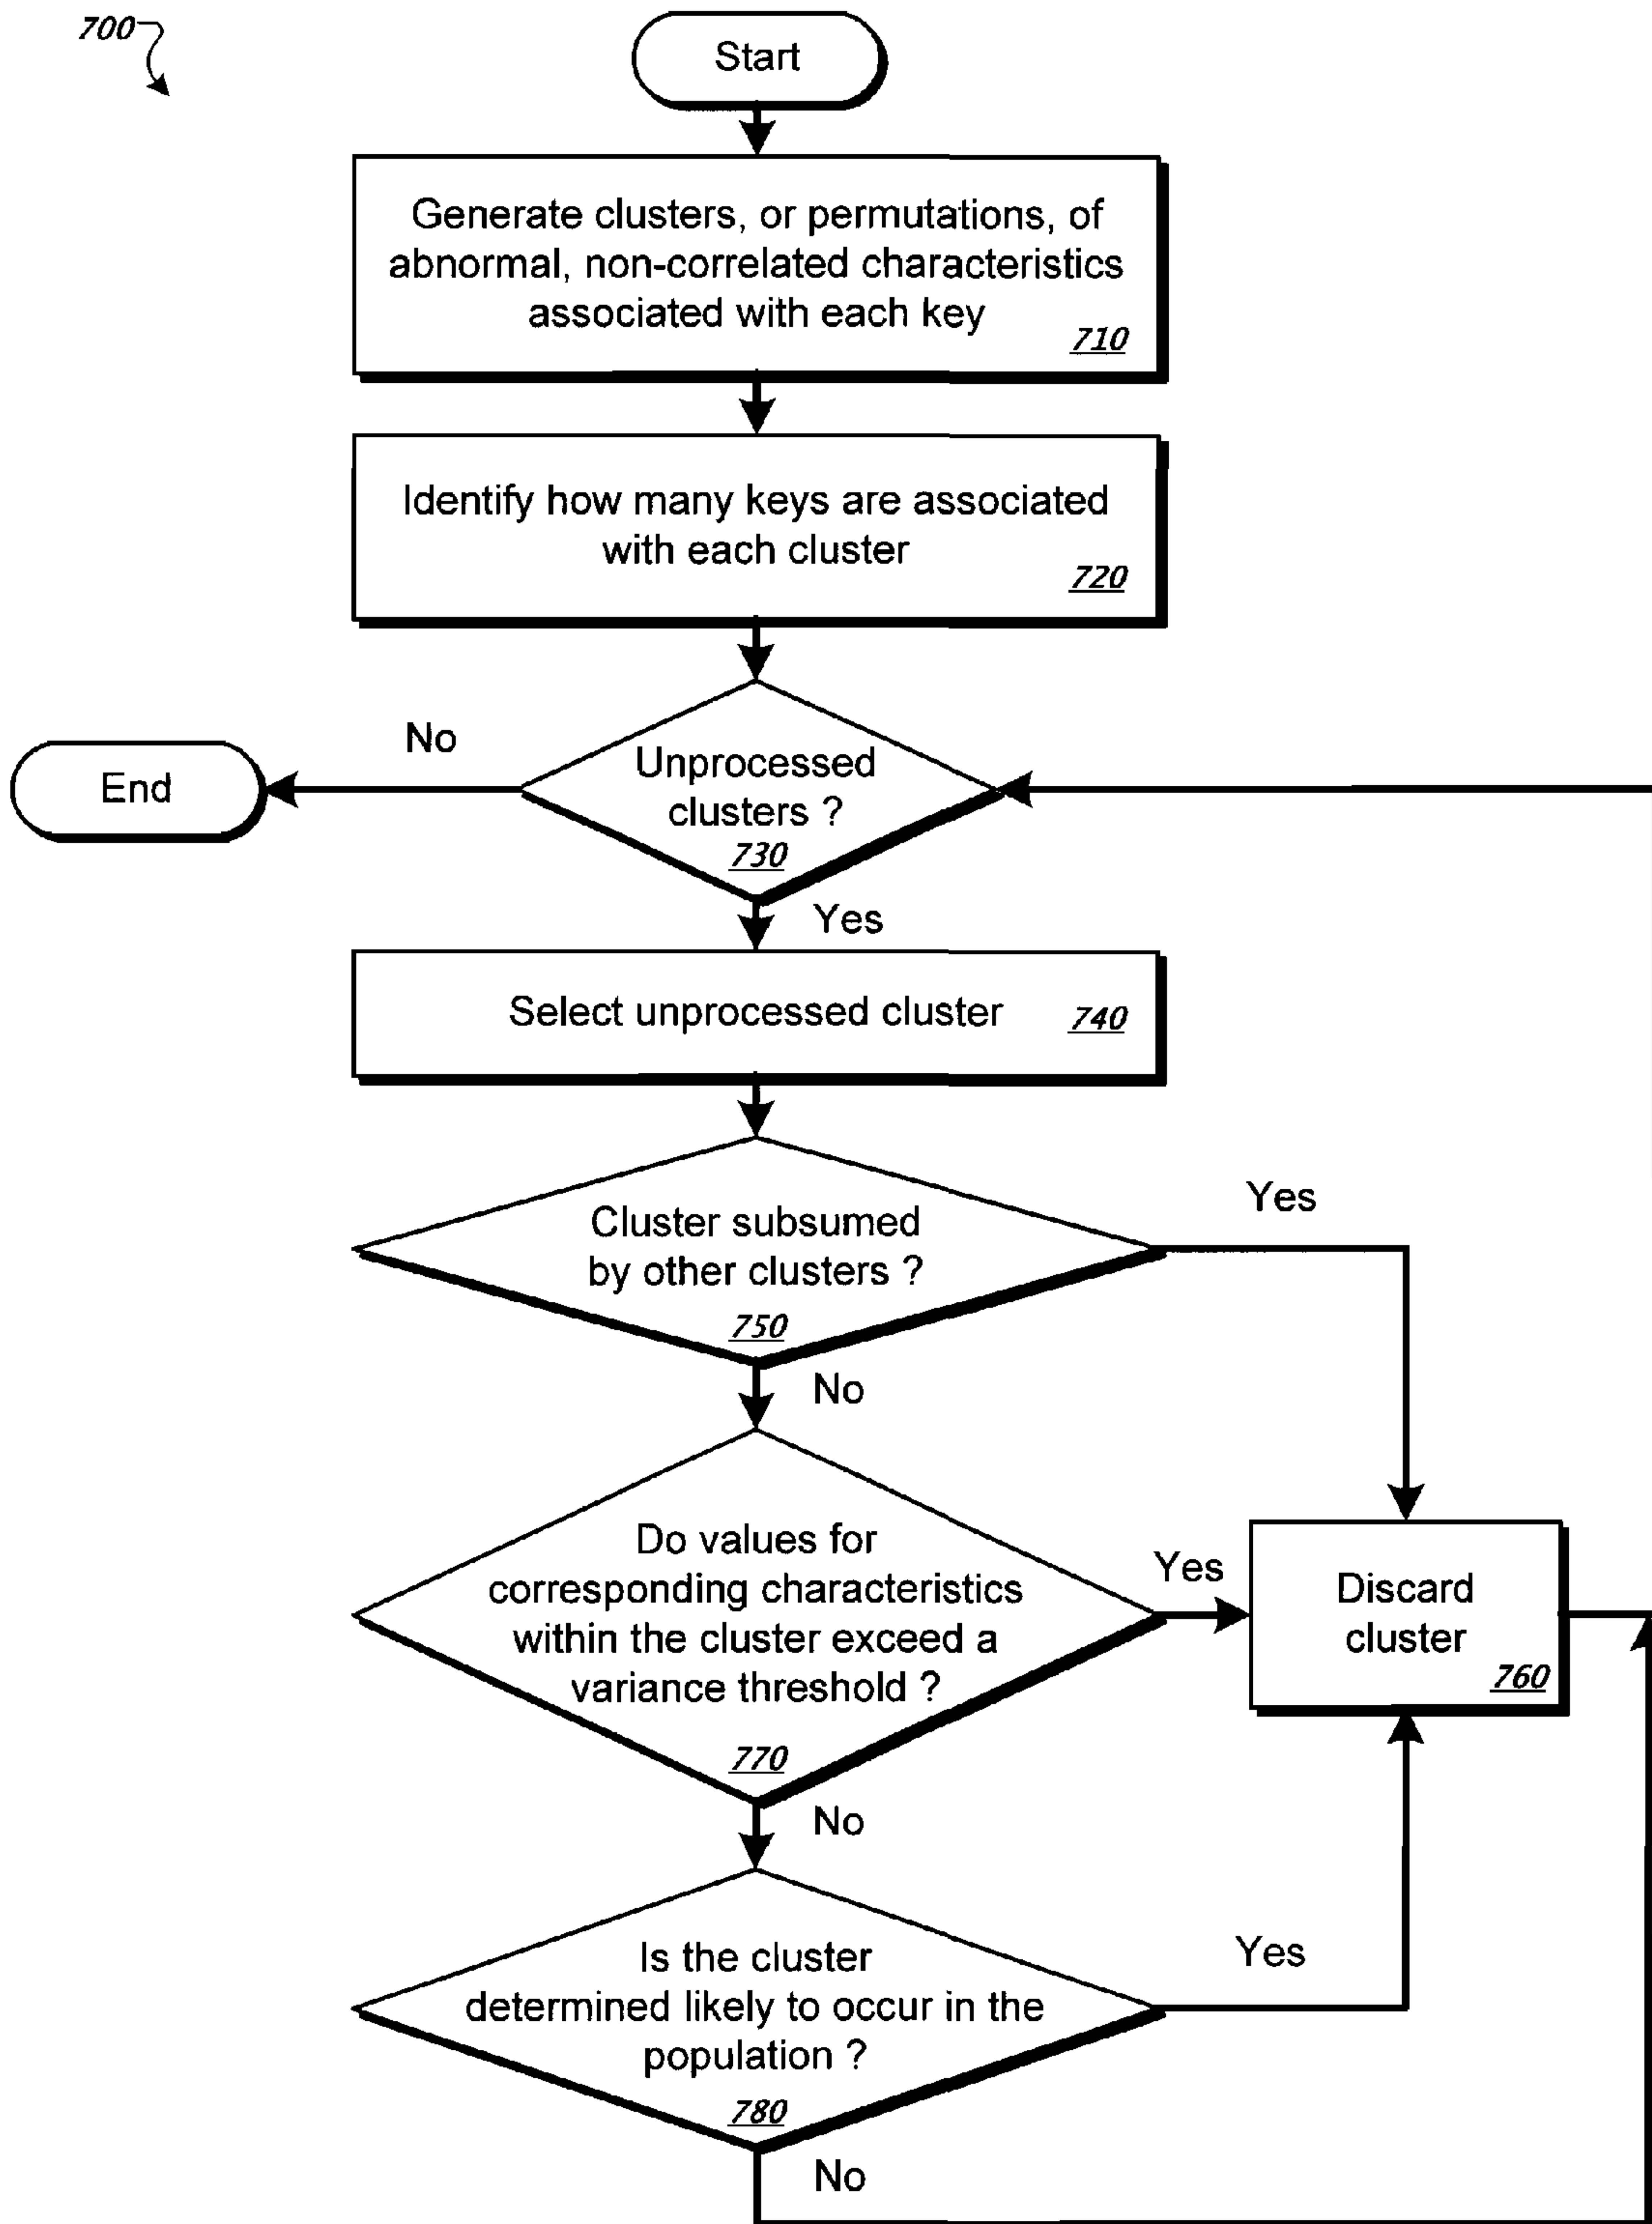 700
Start
Generate clusters, or permutations, of
abnormal, non-correlated characteristics
associated with each key
710
Identify how many keys are associated
with each cluster
720
No
End
Unprocessed
clusters ?
730
Yes
Select unprocessed cluster 740
Cluster subsumed
by other clusters ?
750
Yes
No
Do values for
corresponding characteristics
within the cluster exceed a
variance threshold ?
770
Yes
Discard
cluster
760
No
Is the cluster
determined likely to occur in the
population ?
780
Yes
No